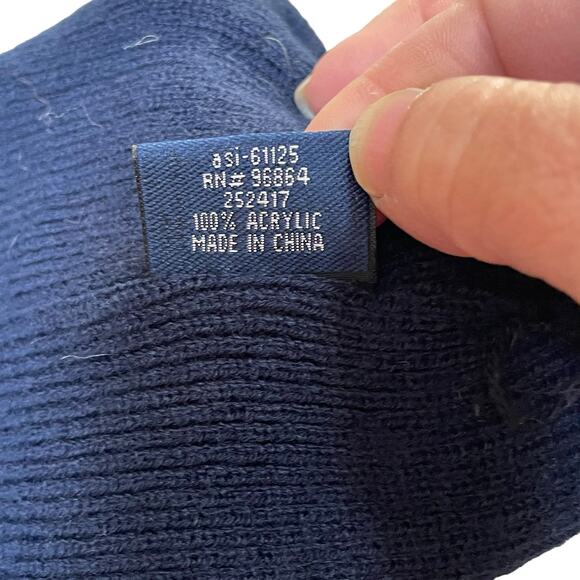 asi-61125
RN# 96864
252417
100% ACRYLIC
MADE IN CHINA